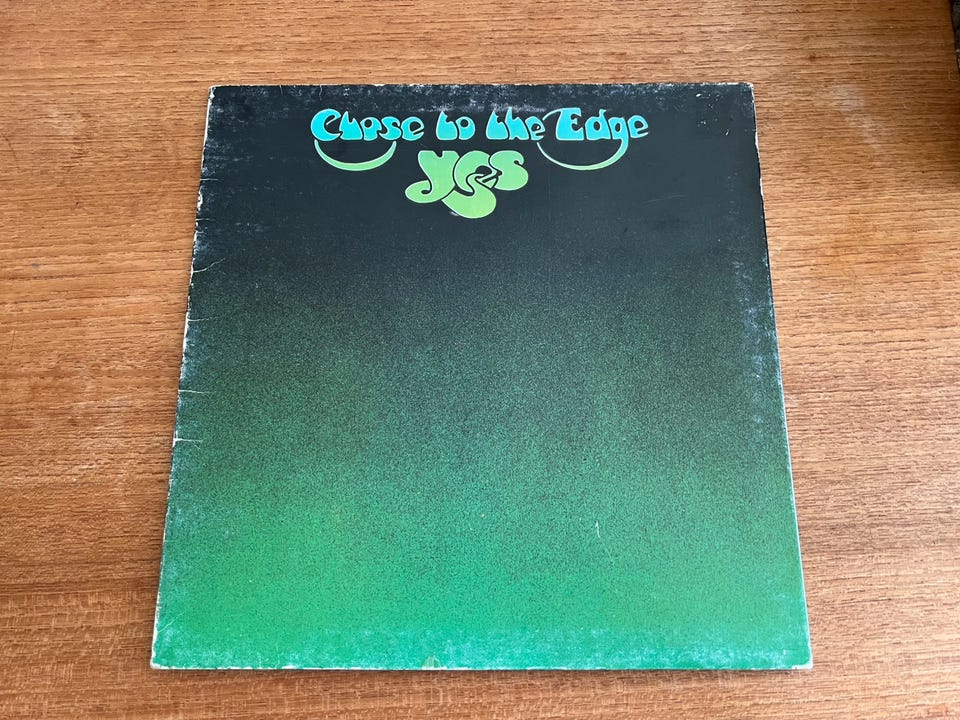 Close to the Edge
yes